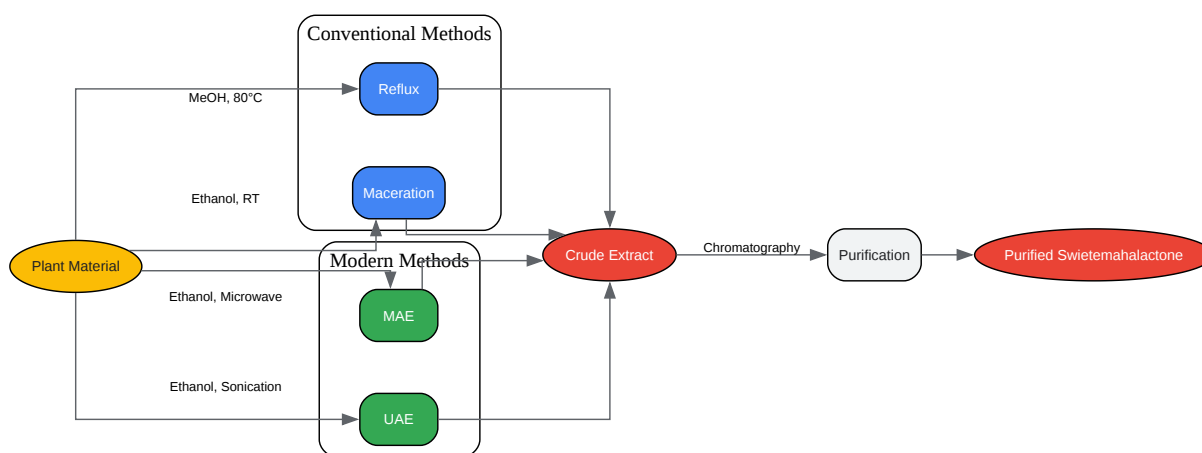 Conventional Methods
Reflux
MeOH, 80°C
Maceration
Ethanol, RT
Plant Material
Modern Methods
Ethanol, Microwave
MAE
Ethanol, Sonication
UAE
Crude Extract
Chromatography
Purification
Purified Swietemahalactone